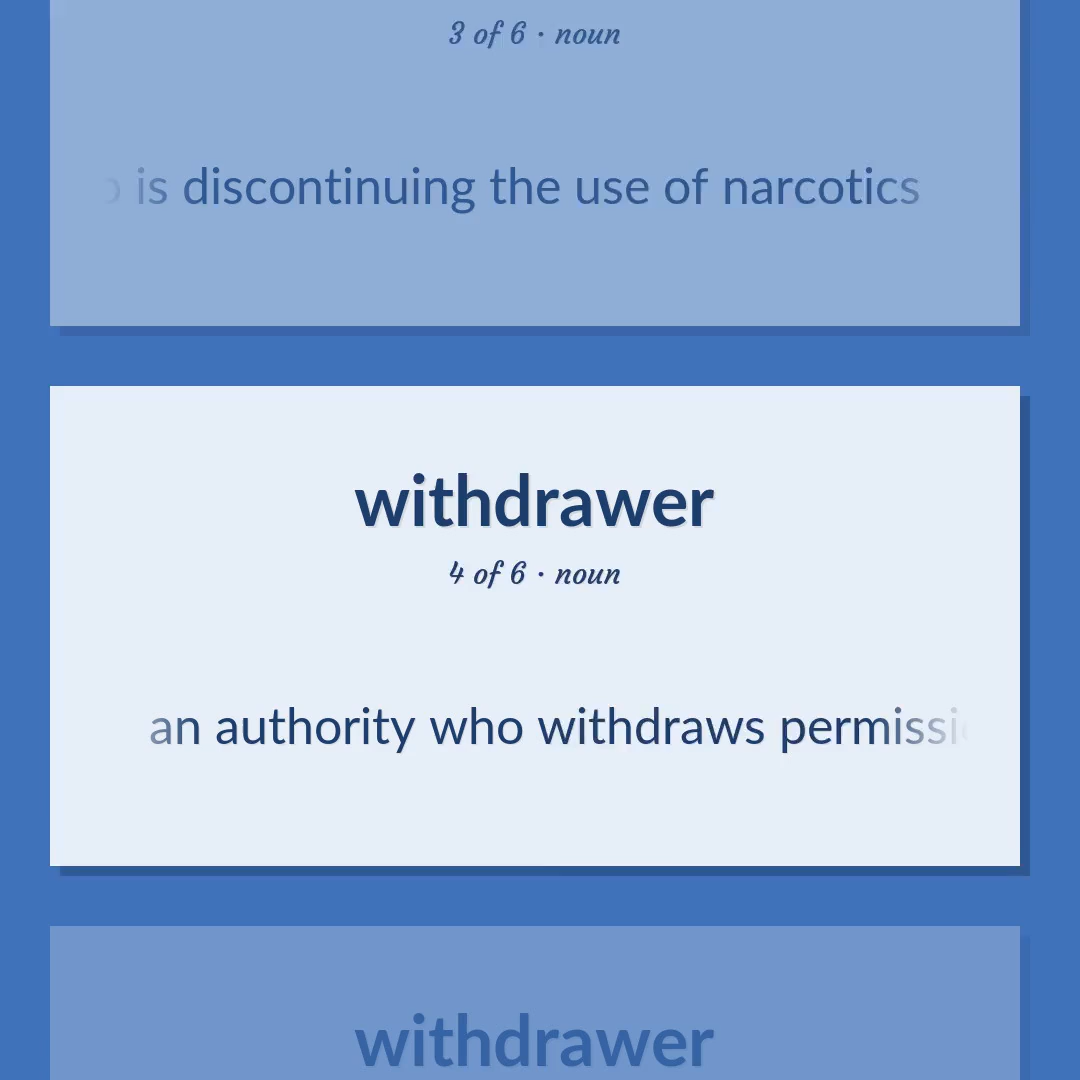 3 of 6 · noun
is discontinuing the use of narcotics
withdrawer
4 of 6 · noun
an authority who withdraws
withdrawer